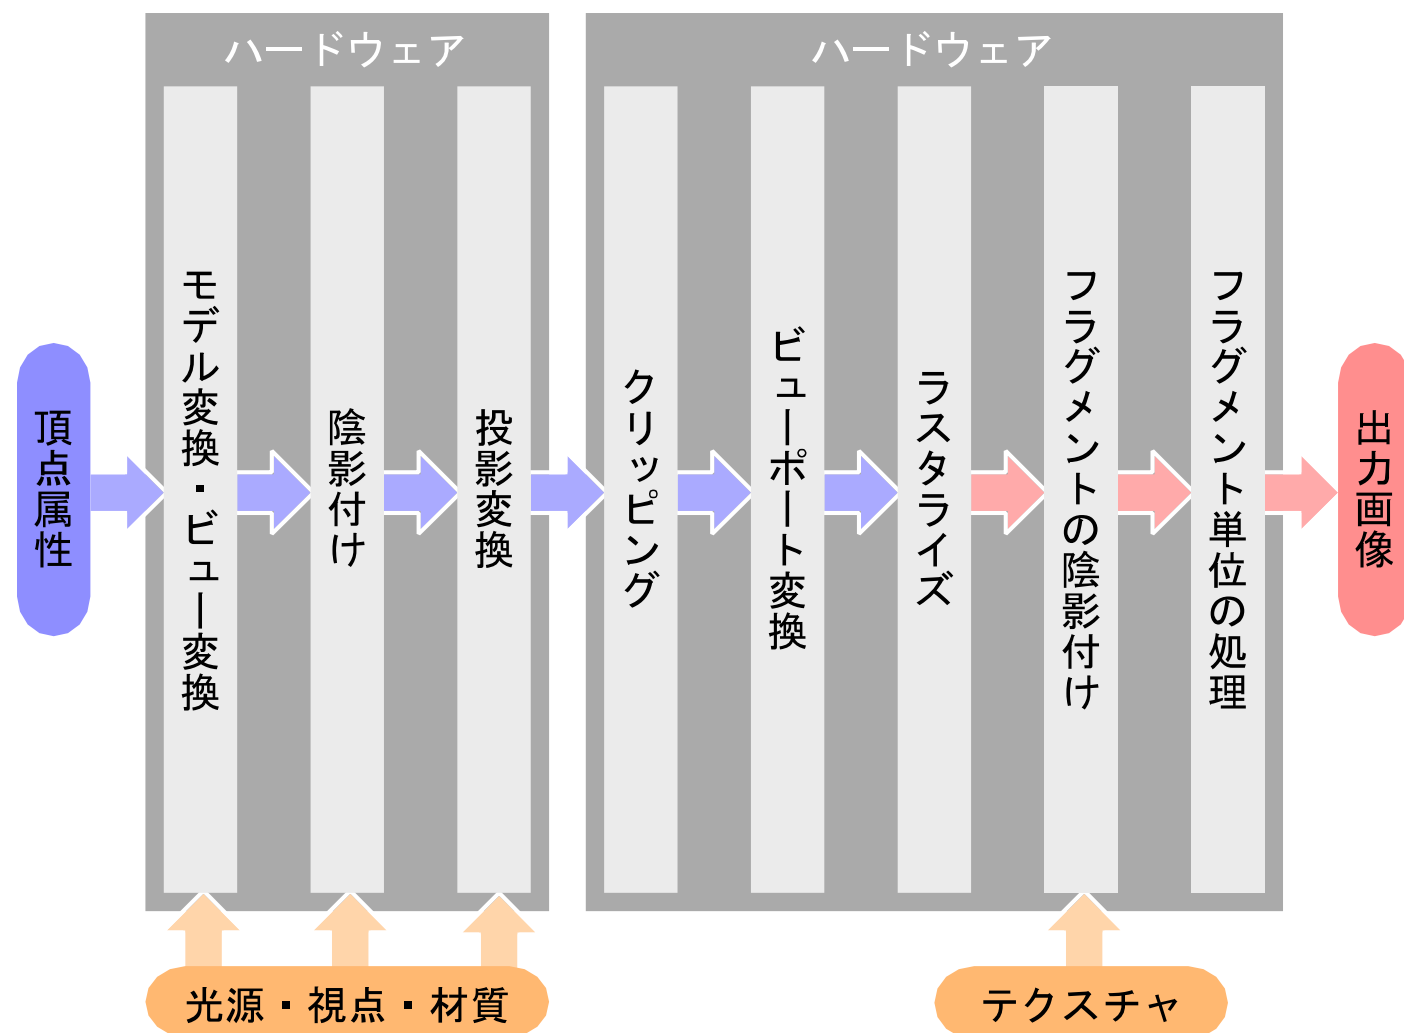 ハードウェア
ハードウェア
頂点属性
モデル変換・ビュー変換
陰影付け
投影変換
クリッピング
ビューポート変換
ラスタライズ
フラグメントの陰影付け
フラグメント単位の処理
出力画像
光源・視点・材質
テクスチャ